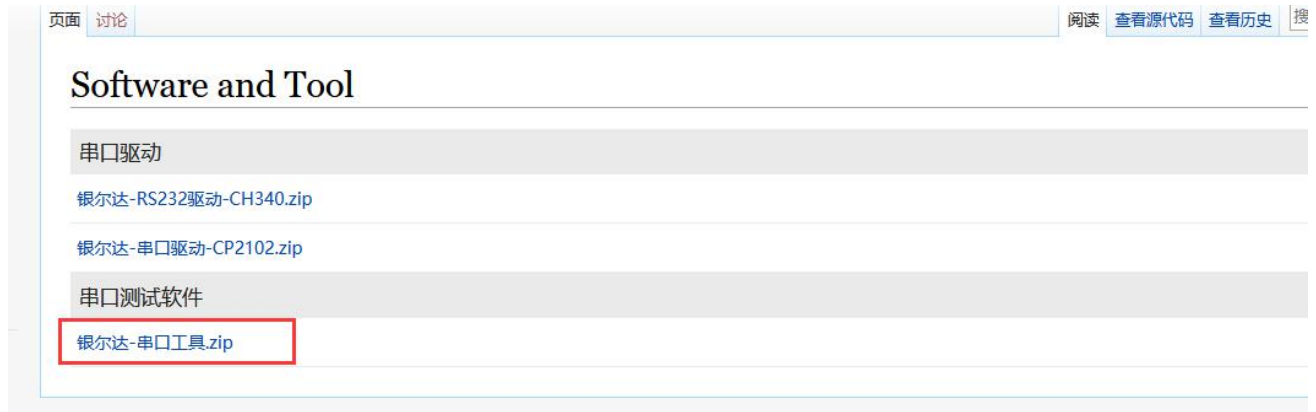 页面 讨论 阅读 查看源代码 查看历史 搜
Software and Tool
串口驱动
银尔达-RS232驱动-CH340.zip
银尔达-串口驱动-CP2102.zip
串口测试软件
银尔达-串口工具.zip